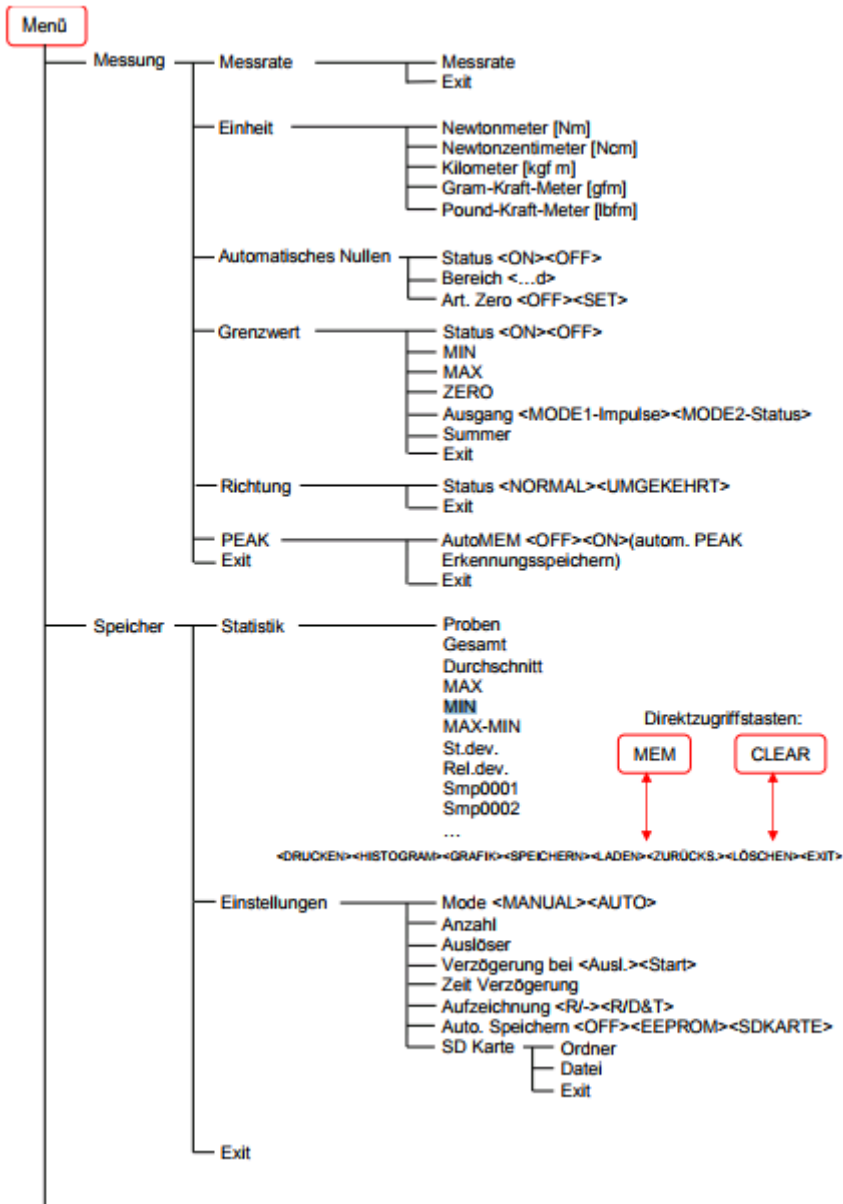 Menü
Messung Messrate Messrate
Exit
Einheit Newtonmeter [Nm]
Newtonzentimeter [Ncm]
Kilometer [kgf m]
Gram-Kraft-Meter [gfm]
Pound-Kraft-Meter [lbfm]
Automatisches Nullen Status <ON><OFF>
Bereich <...d>
Art. Zero <OFF><SET>
Grenzwert Status <ON><OFF>
MIN
MAX
ZERO
Ausgang <MODE1-Impulse><MODE2-Status>
Summer
Exit
Richtung Status <NORMAL><UMGEKEHRT>
Exit
PEAK AutoMEM <OFF><ON>(autom. PEAK
Exit Erkennungsspeichern)
Exit
Speicher Statistik Proben
Gesamt
Durchschnitt
MAX
MIN
MAX-MIN
Direktzugriffstasten:
St.dev.
MEM CLEAR
Rel.dev.
Smp0001
Smp0002
...
<DRUCKEN><HISTOGRAM><GRAFIK><SPEICHERN><LADEN><ZURÜCKS.><LÖSCHEN><EXIT>
Einstellungen Mode <MANUAL><AUTO>
Anzahl
Auslöser
Verzögerung bei <Ausl.><Start>
Zeit Verzögerung
Aufzeichnung <R/-><R/D&T>
Auto. Speichern <OFF><EEPROM><SDKARTE>
SD Karte Ordner
Datei
Exit
Exit